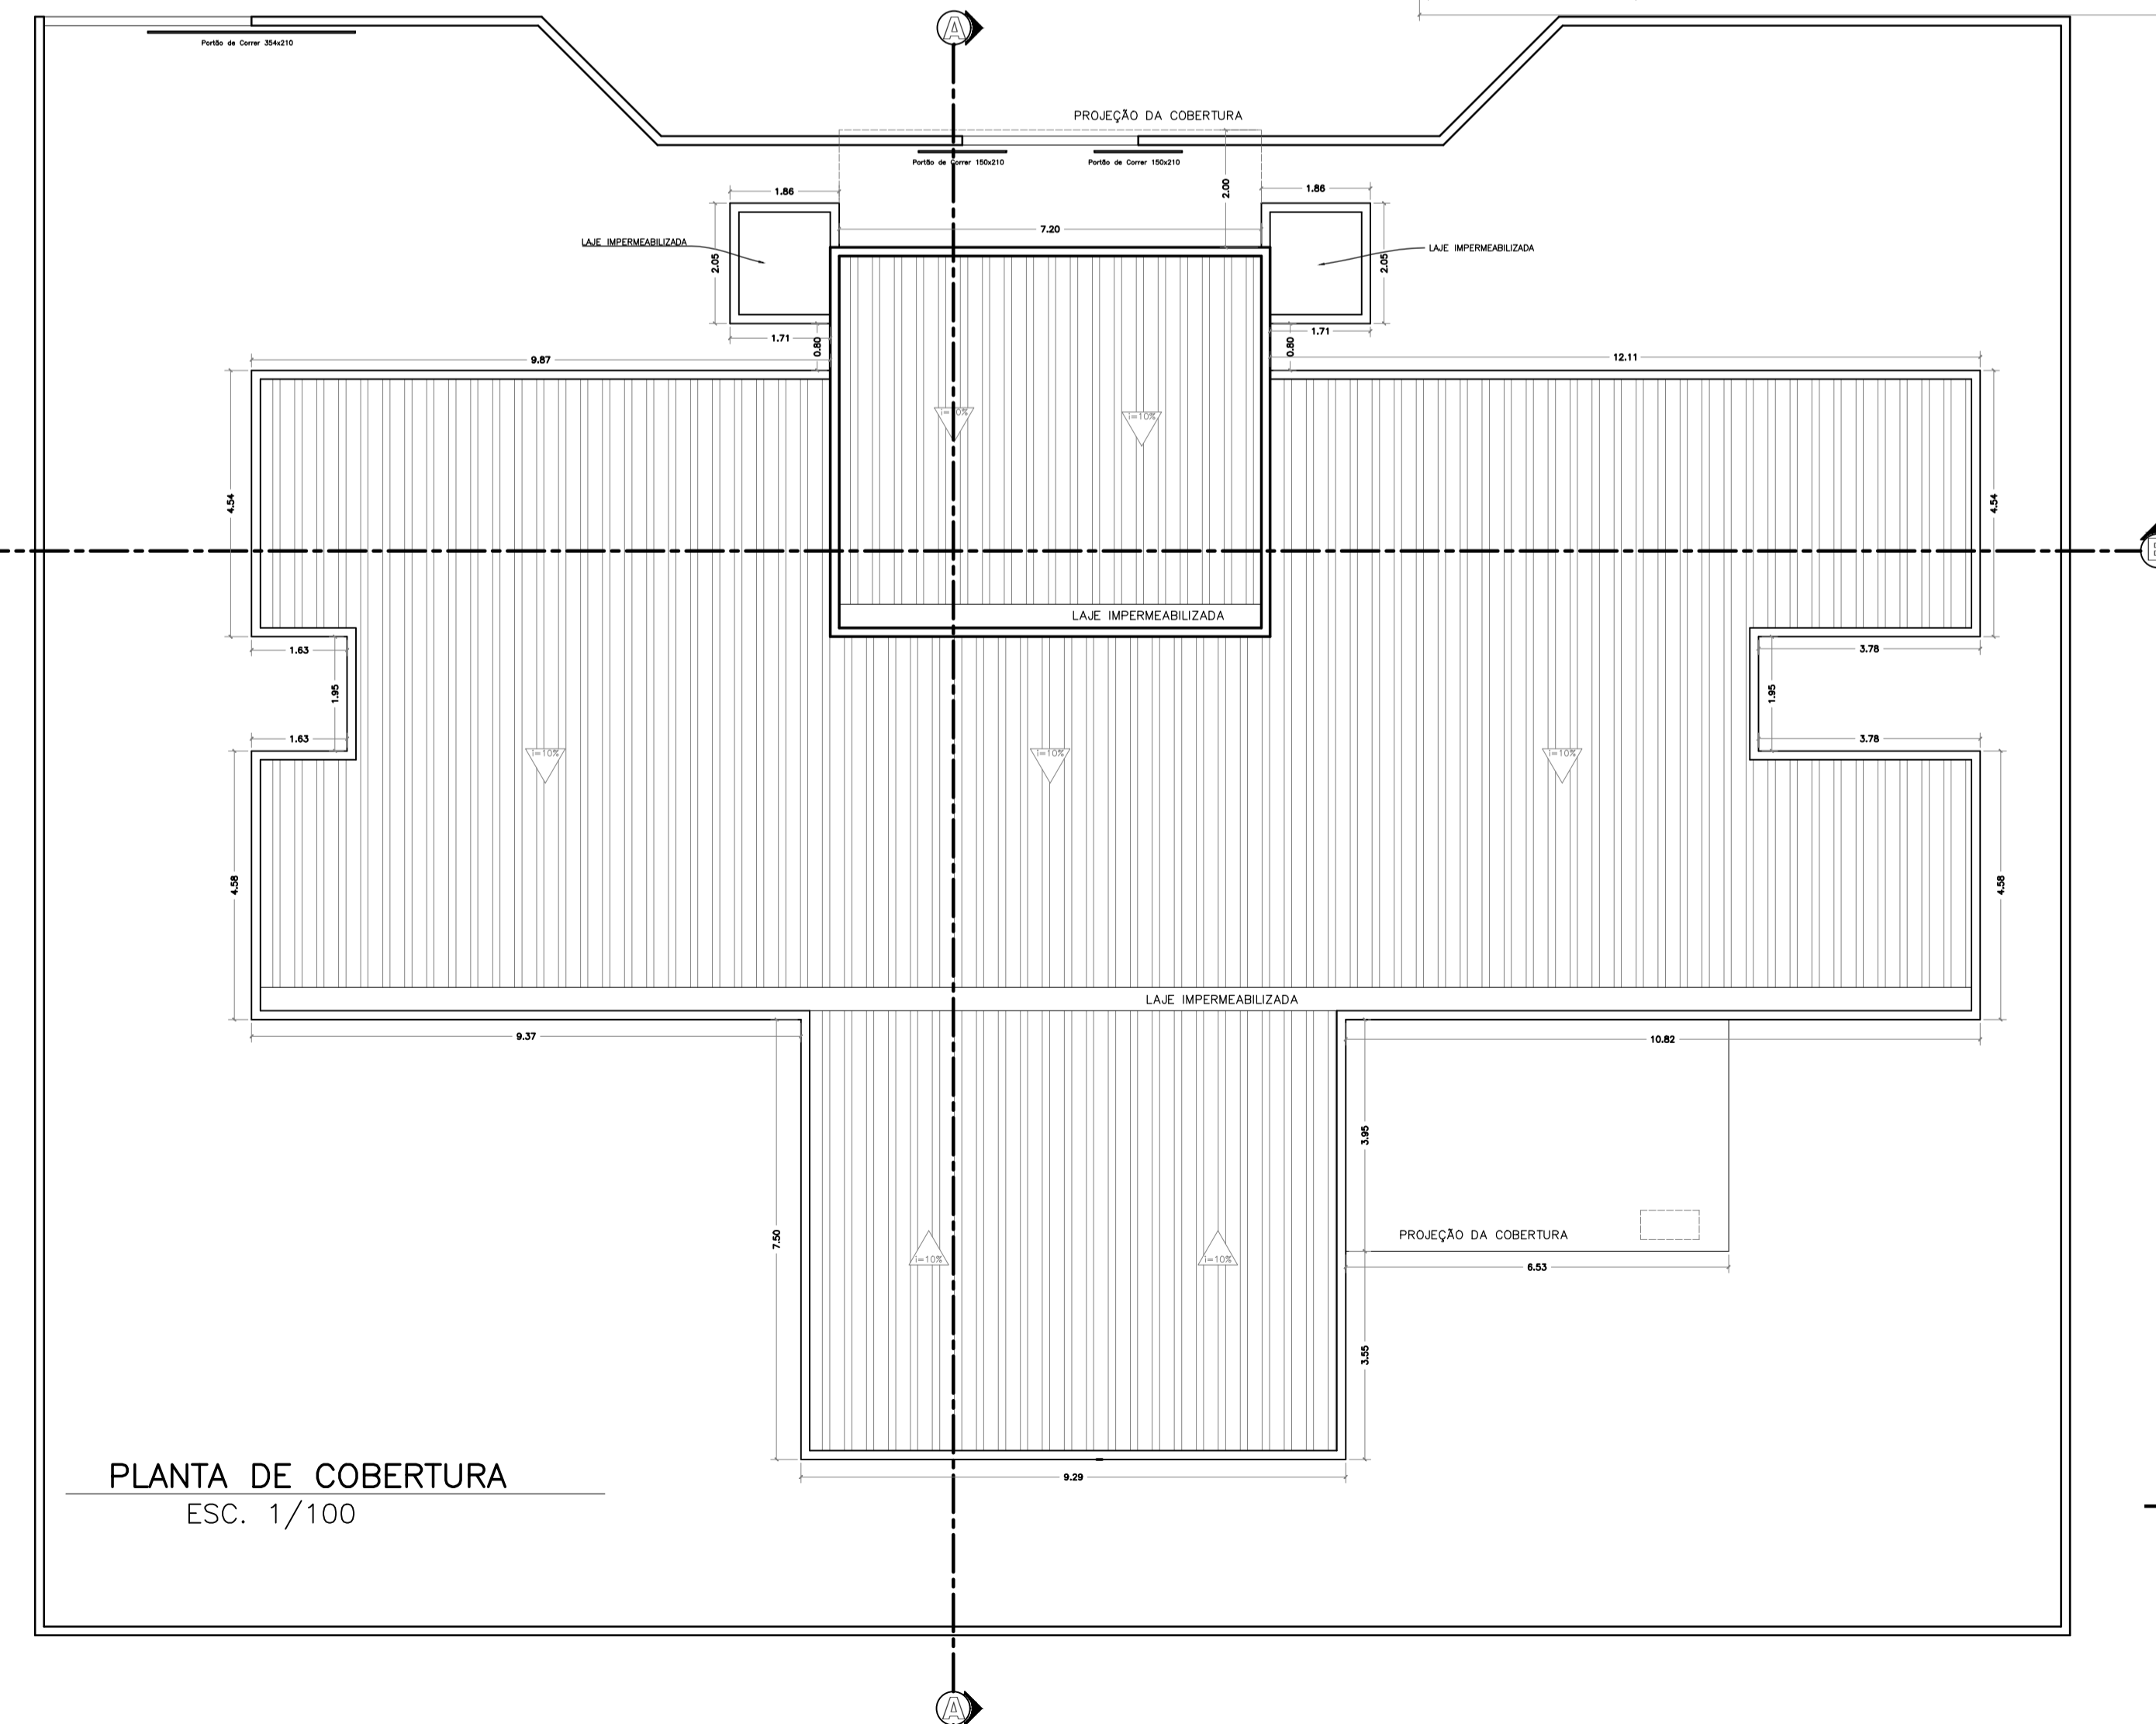 A
Portão de Correr 354x210
PROJEÇÃO DA COBERTURA
Portão de Correr 150x210
Portão de Correr 150x210
1.86
2.00
1.86
7.20
LAJE IMPERMEABILIZADA
LAJE IMPERMEABILIZADA
2.05
2.05
1.71
0.80
0.80
1.71
9.87
12.11
i=10%
i=10%
4.54
4.54
LAJE IMPERMEABILIZADA
1.63
3.78
1.95
1.95
1.63
3.78
i=10%
i=10%
i=10%
4.58
4.58
LAJE IMPERMEABILIZADA
9.37
10.82
3.95
7.50
PROJEÇÃO DA COBERTURA
i=10%
i=10%
6.53
3.55
9.29
PLANTA DE COBERTURA
ESC. 1/100
A